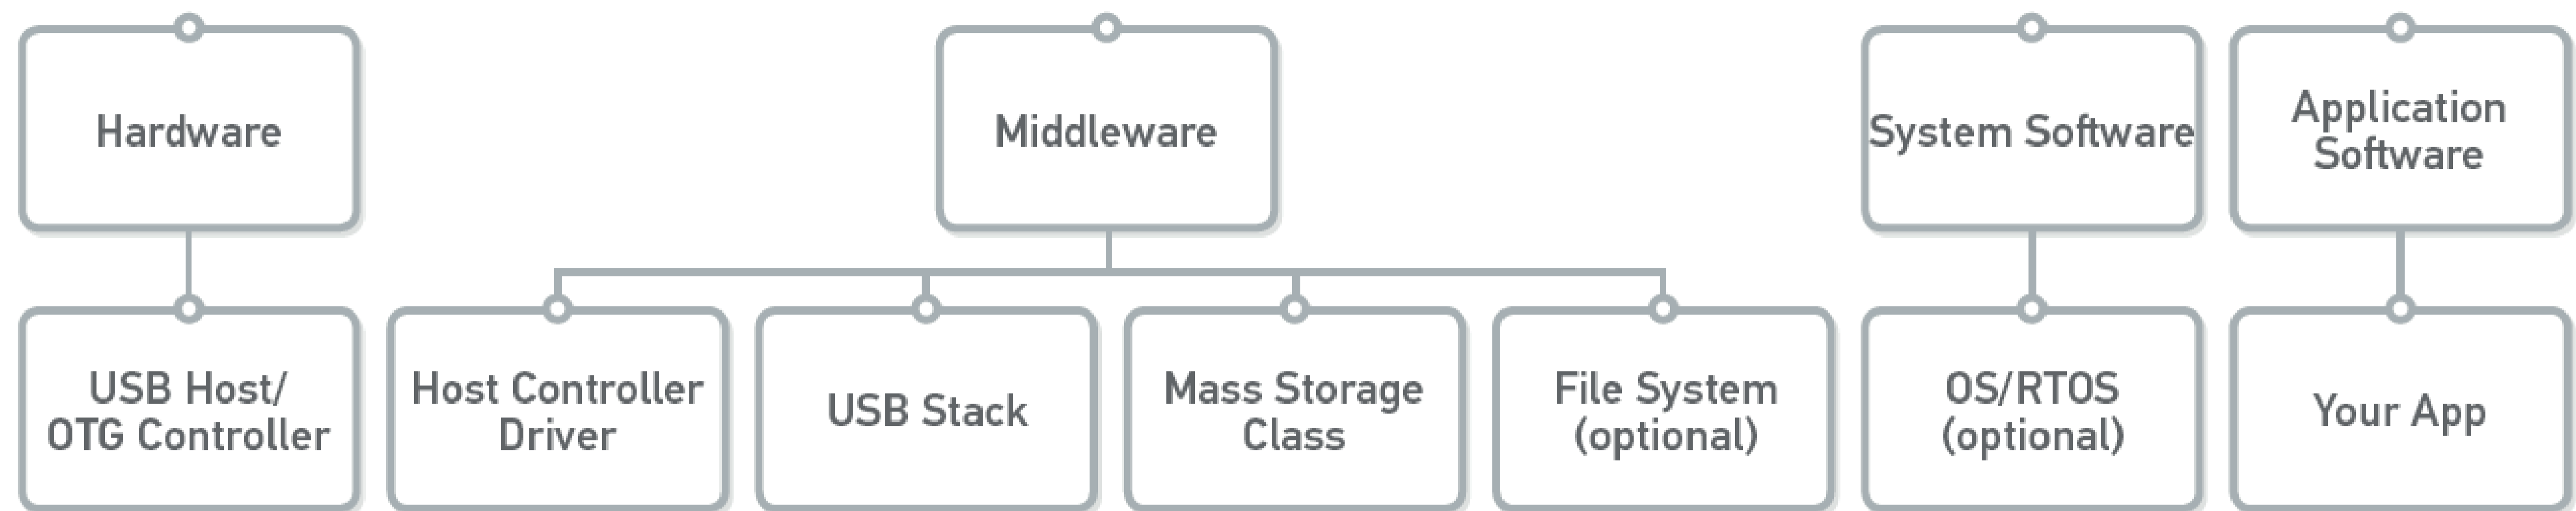 Hardware
Middleware
System Software
Application
Software
USB Host/
OTG Controller
Host Controller
Driver
USB Stack
Mass Storage
Class
File System
(optional)
OS/RTOS
(optional)
Your App